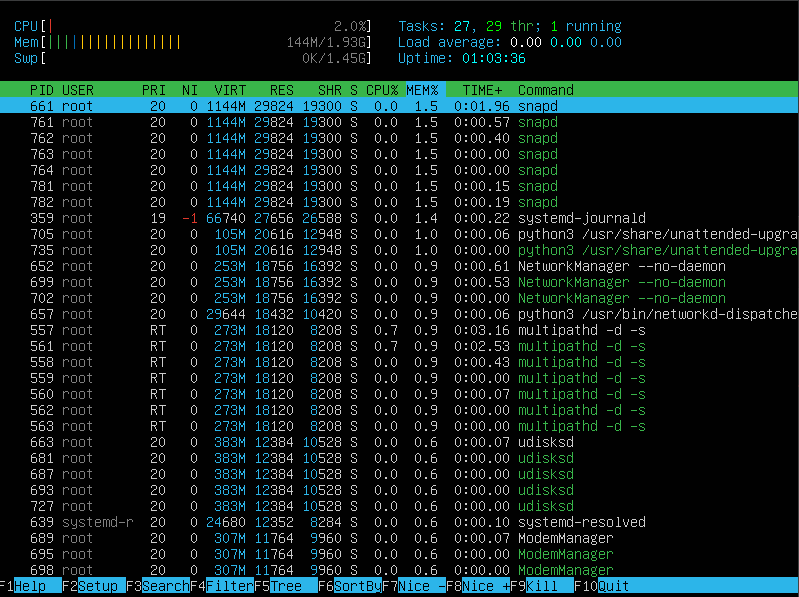 CPU[| 2.0%] Tasks: 27, 29 thr; 1 running
Mem[||||||||||||||||| 144M/1.93G] Load average: 0.00 0.00 0.00
Swp[ 0K/1.45G] Uptime: 01:03:36
PID USER PRI NI VIRT RES SHR S CPU% MEM% TIME+ Command
661 root 20 0 1144M 29824 19300 S 0.0 1.5 0:01.96 snapd
761 root 20 0 1144M 29824 19300 S 0.0 1.5 0:00.57 snapd
762 root 20 0 1144M 29824 19300 S 0.0 1.5 0:00.40 snapd
763 root 20 0 1144M 29824 19300 S 0.0 1.5 0:00.00 snapd
764 root 20 0 1144M 29824 19300 S 0.0 1.5 0:00.00 snapd
781 root 20 0 1144M 29824 19300 S 0.0 1.5 0:00.15 snapd
782 root 20 0 1144M 29824 19300 S 0.0 1.5 0:00.19 snapd
359 root 19 -1 66740 27656 26588 S 0.0 1.4 0:00.22 systemd-journald
705 root 20 0 105M 20616 12948 S 0.0 1.0 0:00.06 python3 /usr/share/unattended-upgra
735 root 20 0 105M 20616 12948 S 0.0 1.0 0:00.00 python3 /usr/share/unattended-upgra
652 root 20 0 253M 18756 16392 S 0.0 0.9 0:00.61 NetworkManager --no-daemon
699 root 20 0 253M 18756 16392 S 0.0 0.9 0:00.53 NetworkManager --no-daemon
702 root 20 0 253M 18756 16392 S 0.0 0.9 0:00.00 NetworkManager --no-daemon
657 root 20 0 29644 18432 10420 S 0.0 0.9 0:00.06 python3 /usr/bin/networkd-dispatche
557 root RT 0 273M 18120 8208 S 0.7 0.9 0:03.16 multipathd -d -s
561 root RT 0 273M 18120 8208 S 0.7 0.9 0:02.53 multipathd -d -s
558 root RT 0 273M 18120 8208 S 0.0 0.9 0:00.43 multipathd -d -s
559 root RT 0 273M 18120 8208 S 0.0 0.9 0:00.00 multipathd -d -s
560 root RT 0 273M 18120 8208 S 0.0 0.9 0:00.00 multipathd -d -s
562 root RT 0 273M 18120 8208 S 0.0 0.9 0:00.00 multipathd -d -s
563 root RT 0 273M 18120 8208 S 0.0 0.9 0:00.00 multipathd -d -s
663 root 20 0 383M 12384 10528 S 0.0 0.6 0:00.07 udisksd
681 root 20 0 383M 12384 10528 S 0.0 0.6 0:00.00 udisksd
687 root 20 0 383M 12384 10528 S 0.0 0.6 0:00.00 udisksd
693 root 20 0 383M 12384 10528 S 0.0 0.6 0:00.00 udisksd
727 root 20 0 383M 12384 10528 S 0.0 0.6 0:00.00 udisksd
639 systemd-r 20 0 24680 12352 8284 S 0.0 0.6 0:00.10 systemd-resolved
689 root 20 0 307M 11764 9960 S 0.0 0.6 0:00.07 ModemManager
695 root 20 0 307M 11764 9960 S 0.0 0.6 0:00.00 ModemManager
698 root 20 0 307M 11764 9960 S 0.0 0.6 0:00.00 ModemManager
F1Help F2Setup F3SearchF4FilterF5Tree F6SortByF7Nice -F8Nice +F9Kill F10Quit